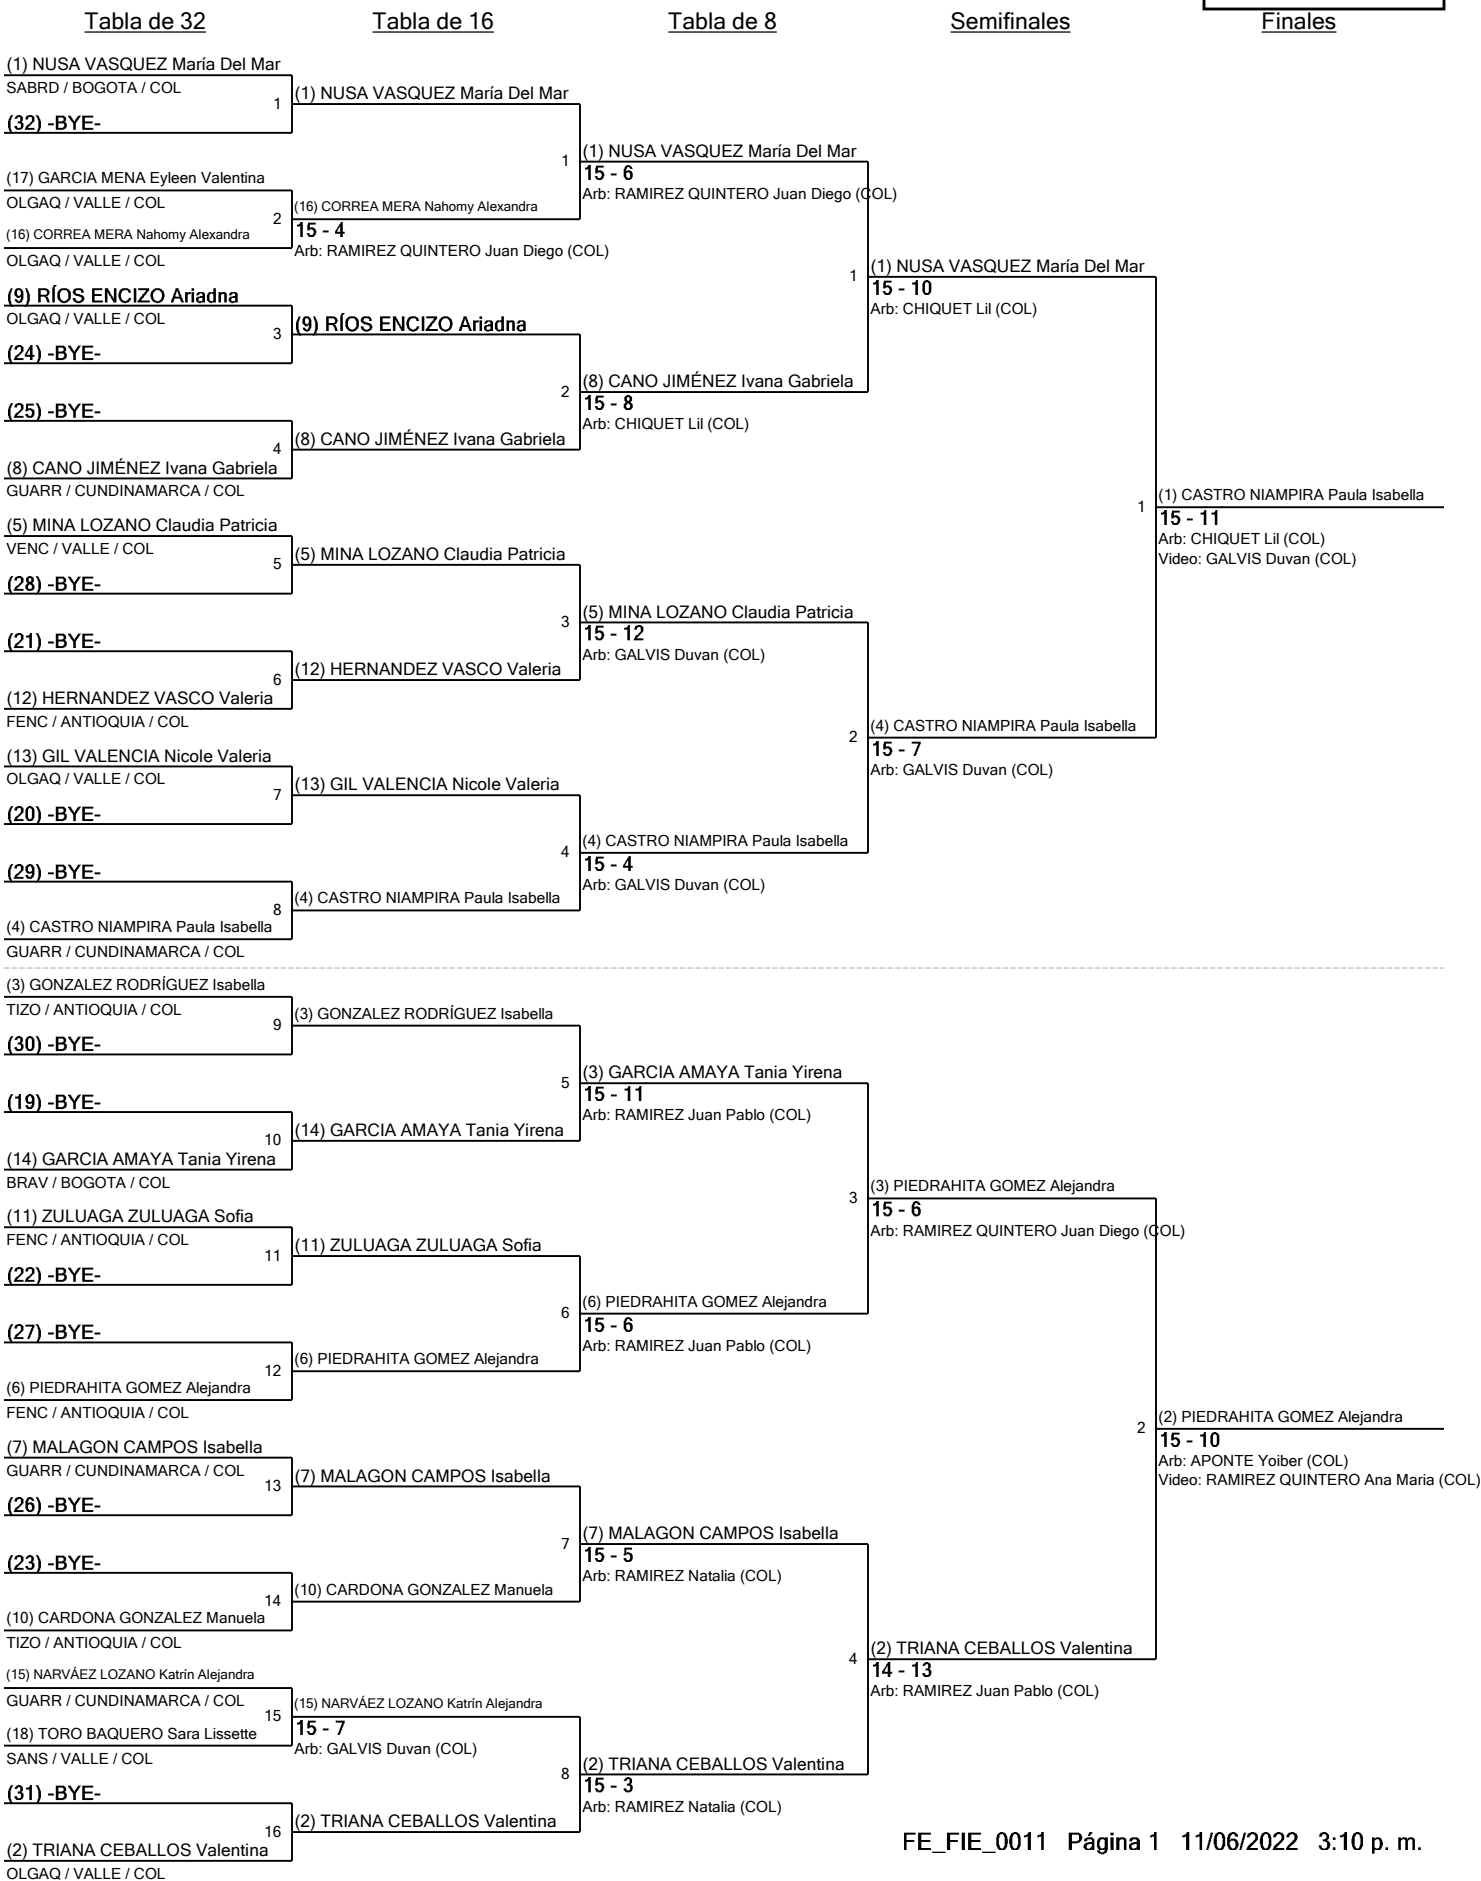 Tabla de 32
Tabla de 16
Tabla de 8
Semifinales
Finales
(1) NUSA VASQUEZ María Del Mar
SABRD / BOGOTA / COL
1
(32) -BYE-
(17) GARCIA MENA Eyleen Valentina
OLGAQ / VALLE / COL
2
(16) CORREA MERA Nahomy Alexandra
OLGAQ / VALLE / COL
(9) RÍOS ENCIZO Ariadna
OLGAQ / VALLE / COL
3
(24) -BYE-
(25) -BYE-
4
(8) CANO JIMÉNEZ Ivana Gabriela
GUARR / CUNDINAMARCA / COL
(5) MINA LOZANO Claudia Patricia
VENC / VALLE / COL
5
(28) -BYE-
(21) -BYE-
6
(12) HERNANDEZ VASCO Valeria
FENC / ANTIOQUIA / COL
(13) GIL VALENCIA Nicole Valeria
OLGAQ / VALLE / COL
7
(20) -BYE-
(29) -BYE-
8
(4) CASTRO NIAMPIRA Paula Isabella
GUARR / CUNDINAMARCA / COL
(3) GONZALEZ RODRÍGUEZ Isabella
TIZO / ANTIOQUIA / COL
9
(30) -BYE-
(19) -BYE-
10
(14) GARCIA AMAYA Tania Yirena
BRAV / BOGOTA / COL
(11) ZULUAGA ZULUAGA Sofia
FENC / ANTIOQUIA / COL
11
(22) -BYE-
(27) -BYE-
12
(6) PIEDRAHITA GOMEZ Alejandra
FENC / ANTIOQUIA / COL
(7) MALAGON CAMPOS Isabella
GUARR / CUNDINAMARCA / COL
13
(26) -BYE-
(23) -BYE-
14
(10) CARDONA GONZALEZ Manuela
TIZO / ANTIOQUIA / COL
(15) NARVÁEZ LOZANO Katrín Alejandra
GUARR / CUNDINAMARCA / COL
15
(18) TORO BAQUERO Sara Lissette
SANS / VALLE / COL
(31) -BYE-
16
(2) TRIANA CEBALLOS Valentina
OLGAQ / VALLE / COL
(1) NUSA VASQUEZ María Del Mar
1
(16) CORREA MERA Nahomy Alexandra
15 - 4
Arb: RAMIREZ QUINTERO Juan Diego (COL)
(9) RÍOS ENCIZO Ariadna
2
(8) CANO JIMÉNEZ Ivana Gabriela
(5) MINA LOZANO Claudia Patricia
3
(12) HERNANDEZ VASCO Valeria
(13) GIL VALENCIA Nicole Valeria
4
(4) CASTRO NIAMPIRA Paula Isabella
(3) GONZALEZ RODRÍGUEZ Isabella
5
(14) GARCIA AMAYA Tania Yirena
(11) ZULUAGA ZULUAGA Sofia
6
(6) PIEDRAHITA GOMEZ Alejandra
(7) MALAGON CAMPOS Isabella
7
(10) CARDONA GONZALEZ Manuela
(15) NARVÁEZ LOZANO Katrín Alejandra
15 - 7
Arb: GALVIS Duvan (COL)
8
(2) TRIANA CEBALLOS Valentina
(1) NUSA VASQUEZ María Del Mar
15 - 6
Arb: RAMIREZ QUINTERO Juan Diego (COL)
1
(8) CANO JIMÉNEZ Ivana Gabriela
15 - 8
Arb: CHIQUET Lil (COL)
(5) MINA LOZANO Claudia Patricia
15 - 12
Arb: GALVIS Duvan (COL)
2
(4) CASTRO NIAMPIRA Paula Isabella
15 - 4
Arb: GALVIS Duvan (COL)
(3) GARCIA AMAYA Tania Yirena
15 - 11
Arb: RAMIREZ Juan Pablo (COL)
3
(6) PIEDRAHITA GOMEZ Alejandra
15 - 6
Arb: RAMIREZ Juan Pablo (COL)
(7) MALAGON CAMPOS Isabella
15 - 5
Arb: RAMIREZ Natalia (COL)
4
(2) TRIANA CEBALLOS Valentina
15 - 3
Arb: RAMIREZ Natalia (COL)
(1) NUSA VASQUEZ María Del Mar
15 - 10
Arb: CHIQUET Lil (COL)
1
(4) CASTRO NIAMPIRA Paula Isabella
15 - 7
Arb: GALVIS Duvan (COL)
(3) PIEDRAHITA GOMEZ Alejandra
15 - 6
Arb: RAMIREZ QUINTERO Juan Diego (COL)
2
(2) TRIANA CEBALLOS Valentina
14 - 13
Arb: RAMIREZ Juan Pablo (COL)
(1) CASTRO NIAMPIRA Paula Isabella
15 - 11
Arb: CHIQUET Lil (COL)
Video: GALVIS Duvan (COL)
(2) PIEDRAHITA GOMEZ Alejandra
15 - 10
Arb: APONTE Yoiber (COL)
Video: RAMIREZ QUINTERO Ana Maria (COL)
FE_FIE_0011 Página 1 11/06/2022 3:10 p. m.